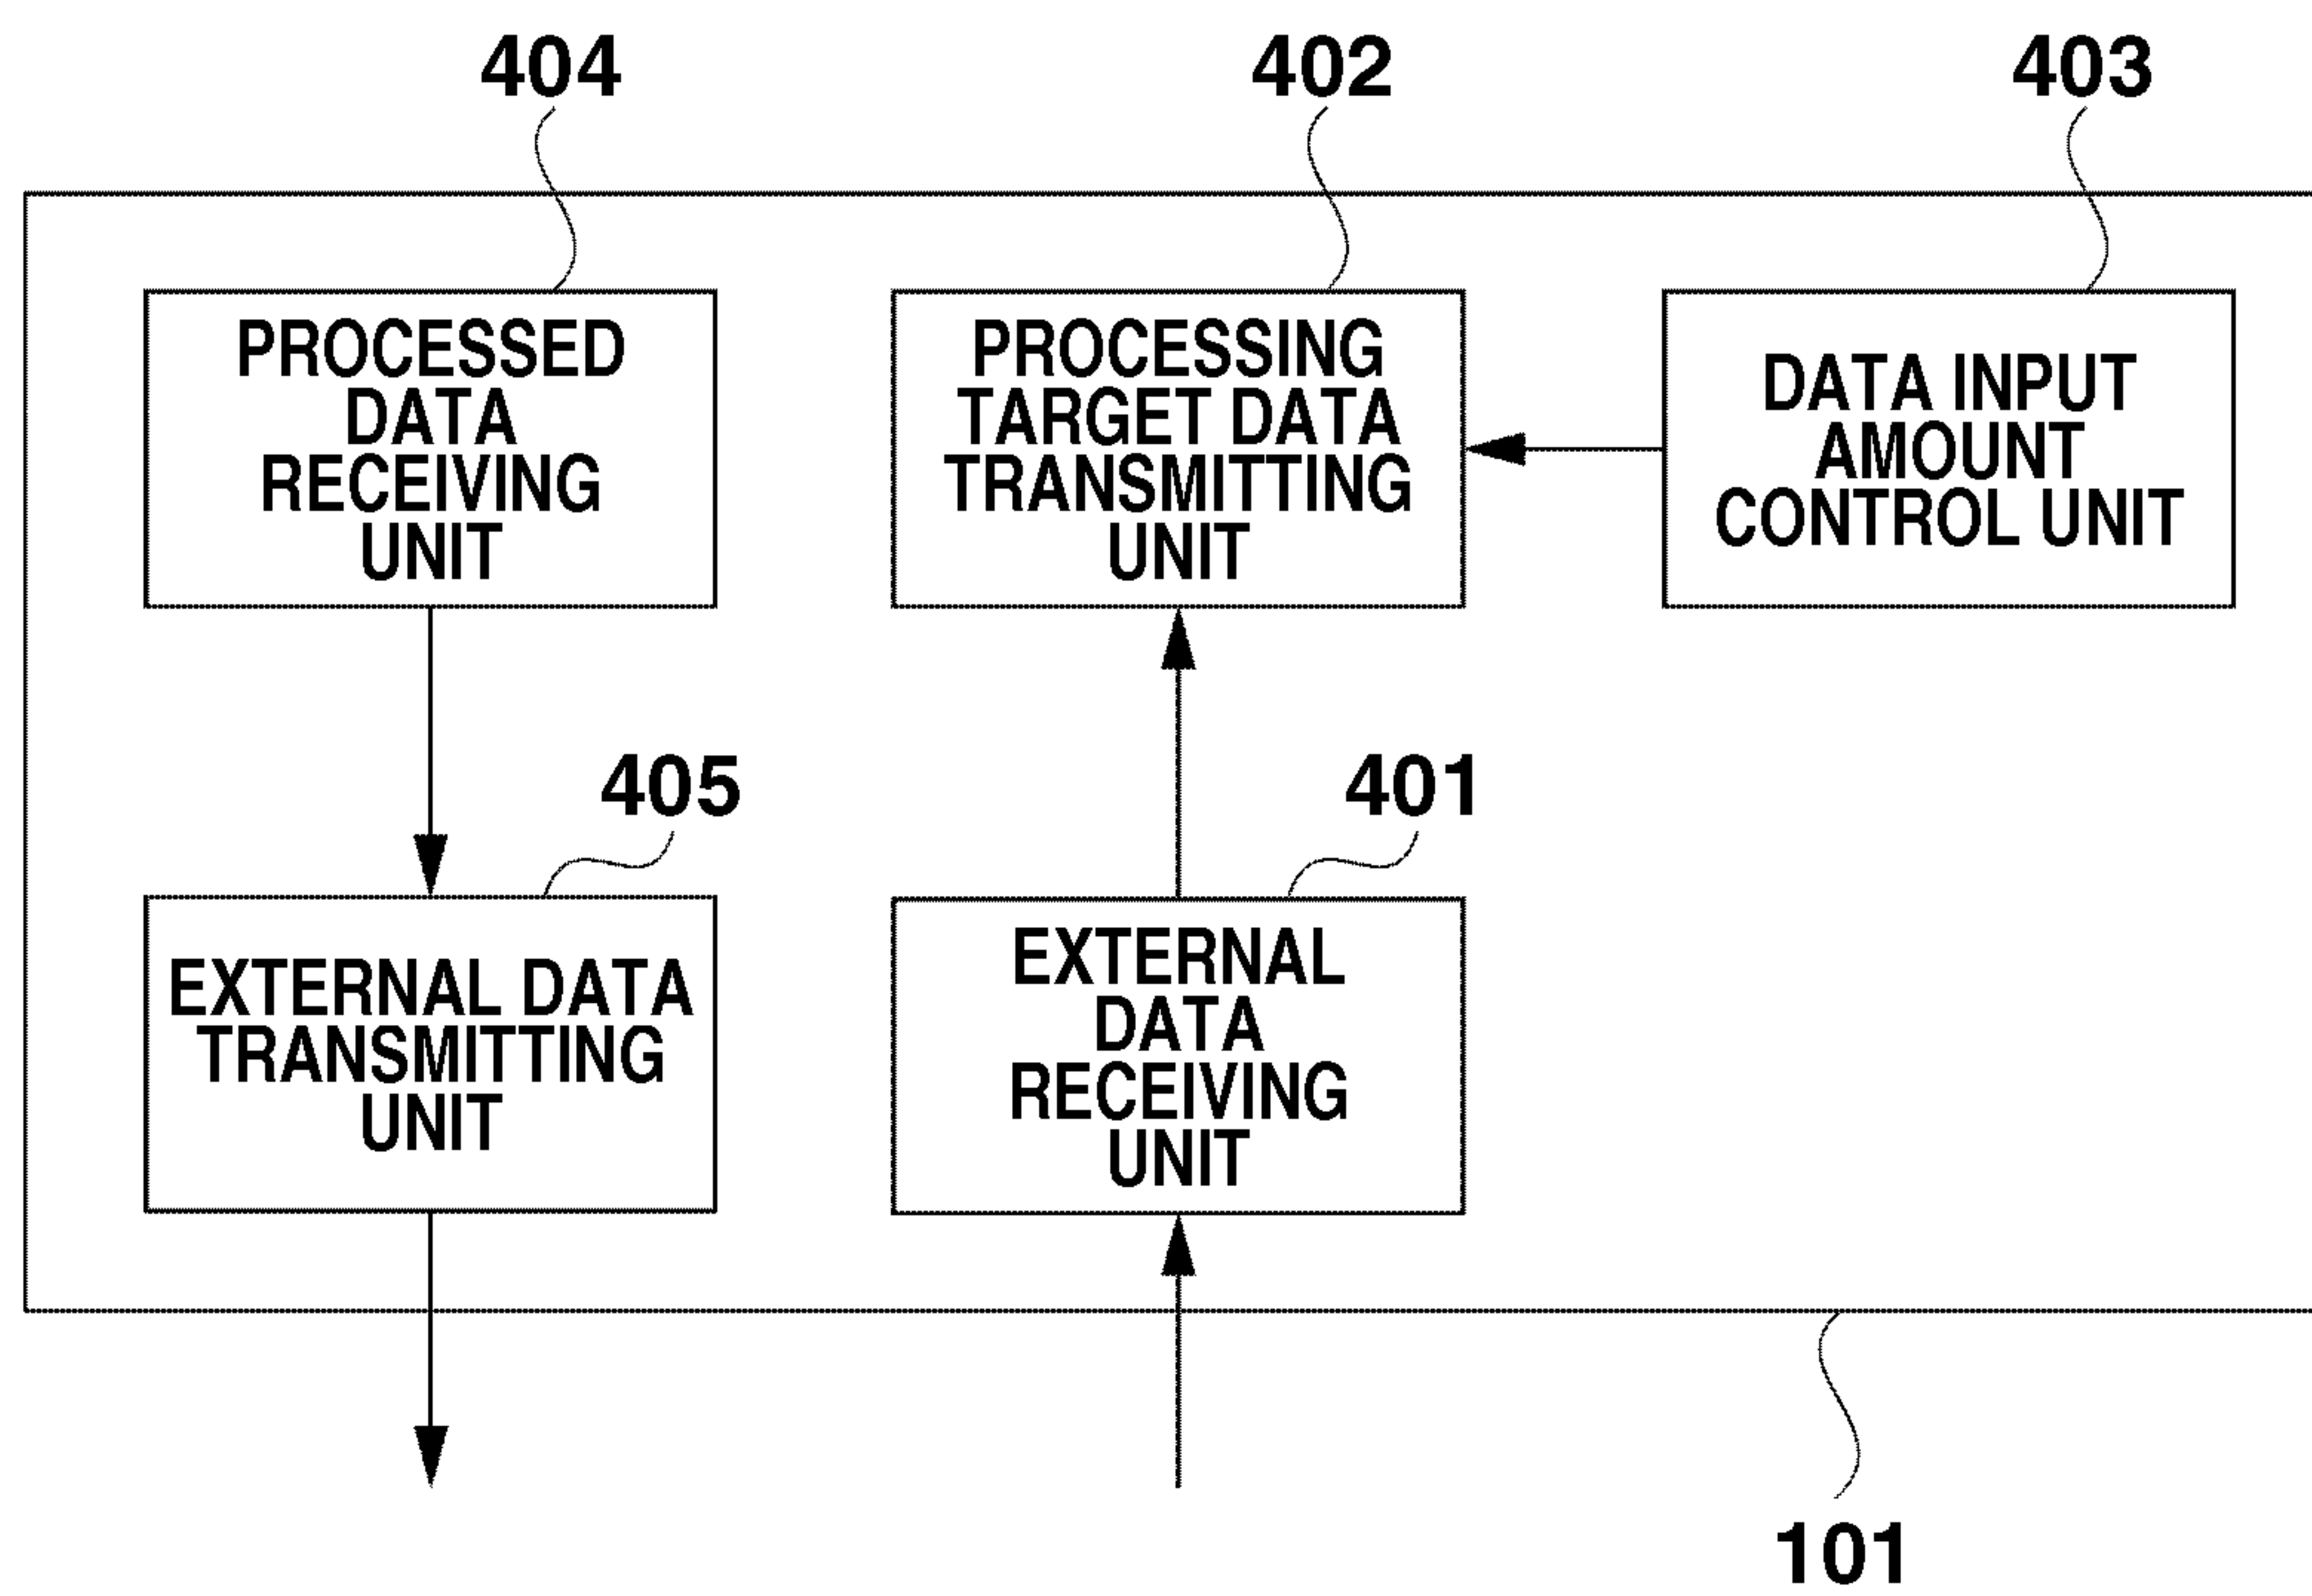 404
402
403
PROCESSED
DATA
RECEIVING
UNIT
PROCESSING
TARGET DATA
TRANSMITTING
UNIT
DATA INPUT
AMOUNT
CONTROL UNIT
405
401
EXTERNAL DATA
TRANSMITTING
UNIT
EXTERNAL
DATA
RECEIVING
UNIT
101